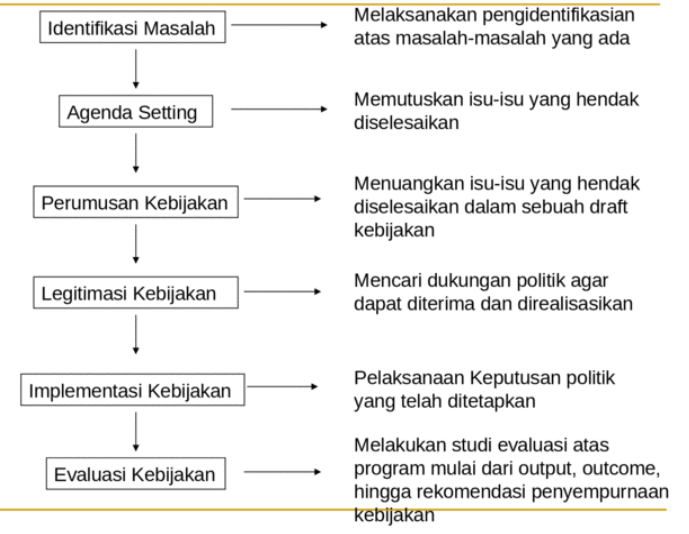 Identifikasi Masalah
Melaksanakan pengidentifikasian
atas masalah-masalah yang ada
Agenda Setting
Memutuskan isu-isu yang hendak
diselesaikan
Perumusan Kebijakan
Menuangkan isu-isu yang hendak
diselesaikan dalam sebuah draft
kebijakan
Legitimasi Kebijakan
Mencari dukungan politik agar
dapat diterima dan direalisasikan
Implementasi Kebijakan
Pelaksanaan Keputusan politik
yang telah ditetapkan
Evaluasi Kebijakan
Melakukan studi evaluasi atas
program mulai dari output, outcome,
hingga rekomendasi penyempurnaan
kebijakan